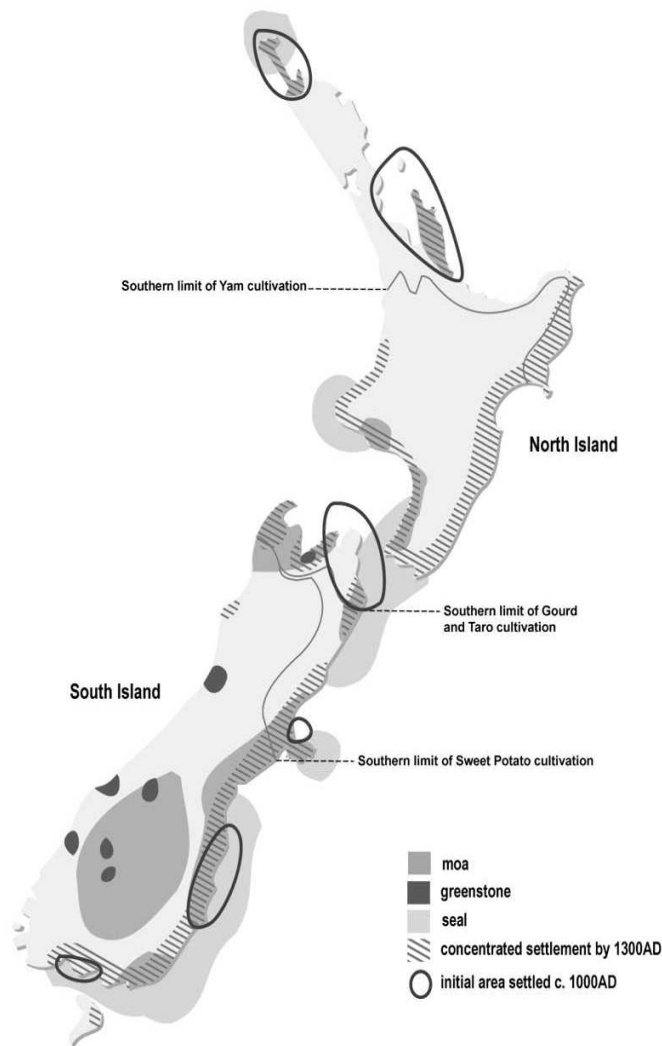 Southern limit of Yam cultivation
North Island
Southern limit of Gourd
and Taro cultivation
South Island
Southern limit of Sweet Potato cultivation
moa
greenstone
seal
concentrated settlement by 1300AD
initial area settled c. 1000AD